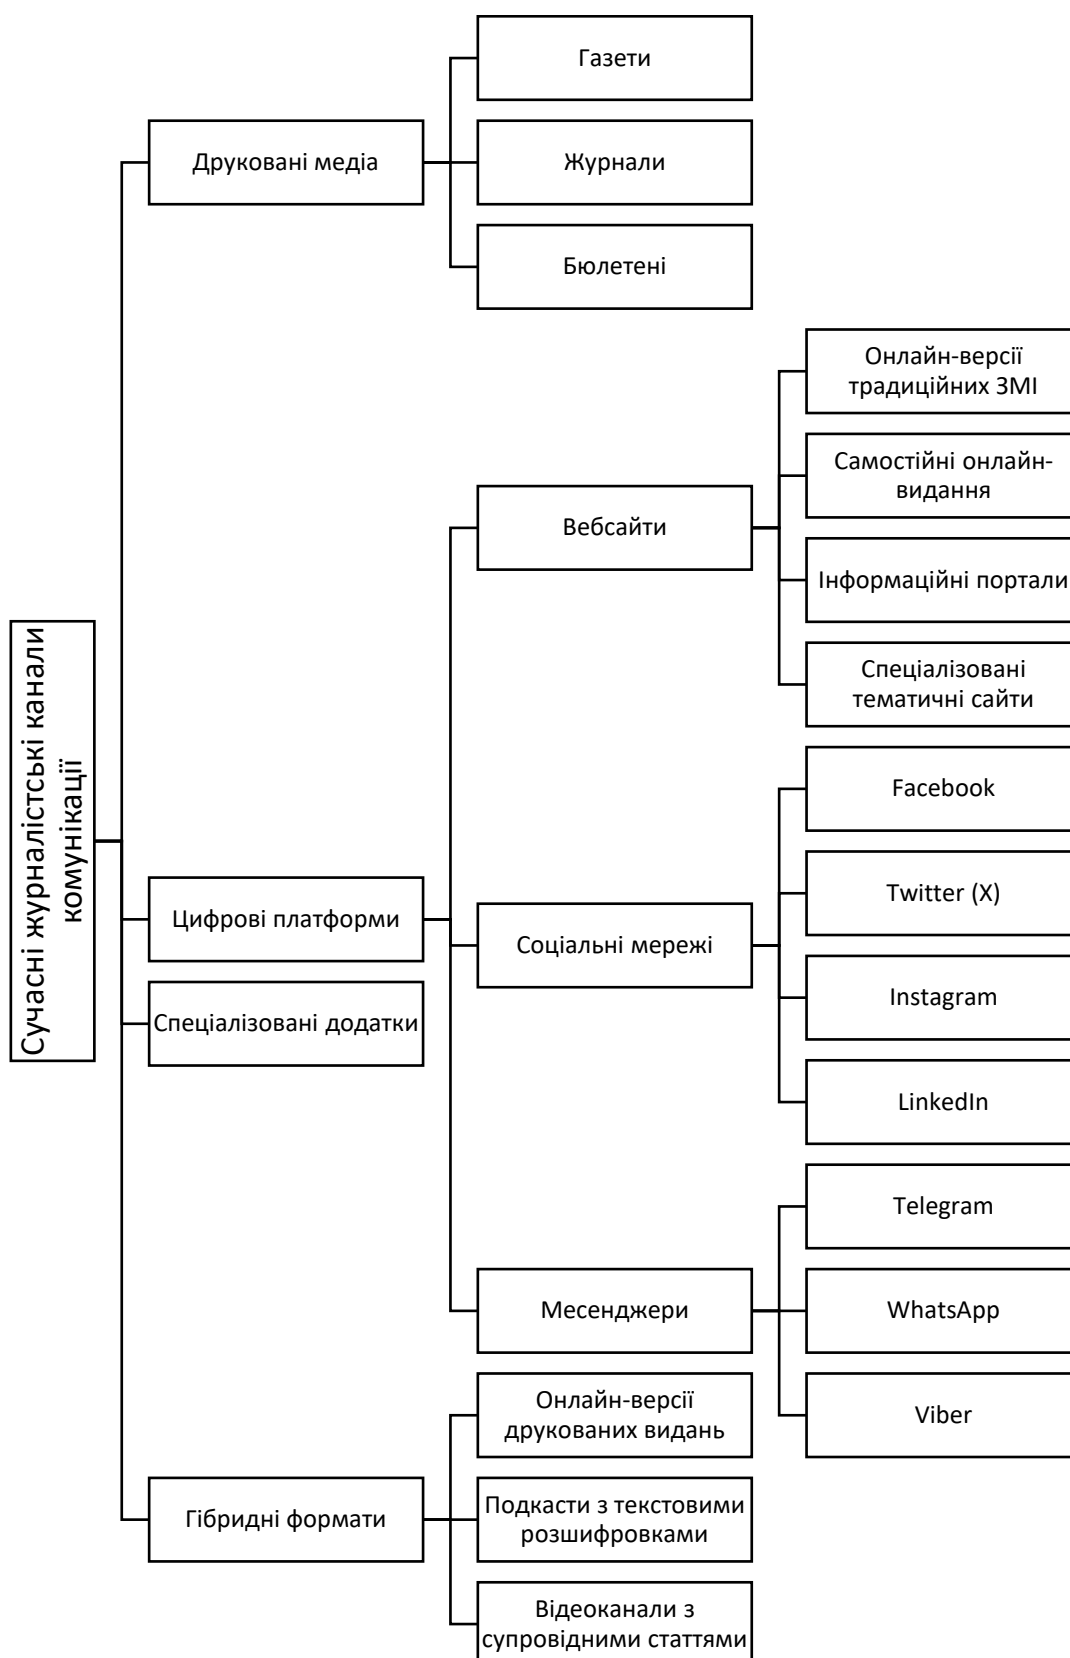 Сучасні журналістські канали
комунікації
Друковані медіа
Газети
Журнали
Бюлетені
Цифрові платформи
Вебсайти
Онлайн-версії
традиційних ЗМІ
Самостійні онлайн-
видання
Інформаційні портали
Спеціалізовані
тематичні сайти
Соціальні мережі
Facebook
Twitter (X)
Instagram
LinkedIn
Месенджери
Telegram
WhatsApp
Viber
Спеціалізовані додатки
Гібридні формати
Онлайн-версії
друкованих видань
Подкасти з текстовими
розшифровками
Відеоканали з
супровідними статтями